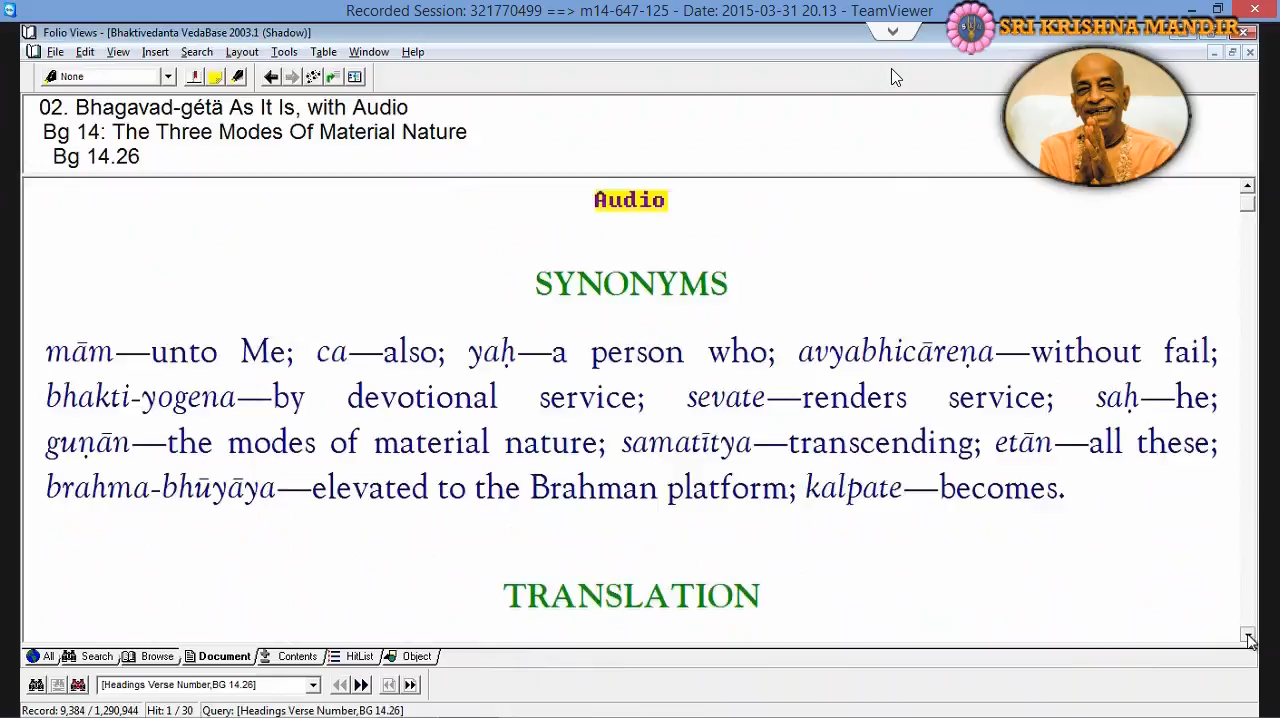 Recorded Session: 321770499 ==> m14-647-125 - Date: 2015-03-31 20.13 - TeamViewer
SRI KRISHNA MANDIR
Folio Views - [Bhaktivedanta VedaBase 2003.1 (Shadow)]
File Edit View Insert Search Layout Tools Table Window Help
None
02. Bhagavad-gétä As It Is, with Audio
Bg 14: The Three Modes Of Material Nature
Bg 14.26
Audio
SYNONYMS
mām—unto Me; ca—also; yaḥ—a person who; avyabhicāreṇa—without fail;
bhakti-yogena—by devotional service; sevate—renders service; saḥ—he;
guṇān—the modes of material nature; samatītya—transcending; etān—all these;
brahma-bhūyāya—elevated to the Brahman platform; kalpate—becomes.
TRANSLATION
All Search Browse Document Contents HitList Object
[Headings Verse Number,BG 14.26]
Record: 9,384 / 1,290,944 Hit: 1 / 30 Query: [Headings Verse Number,BG 14.26]